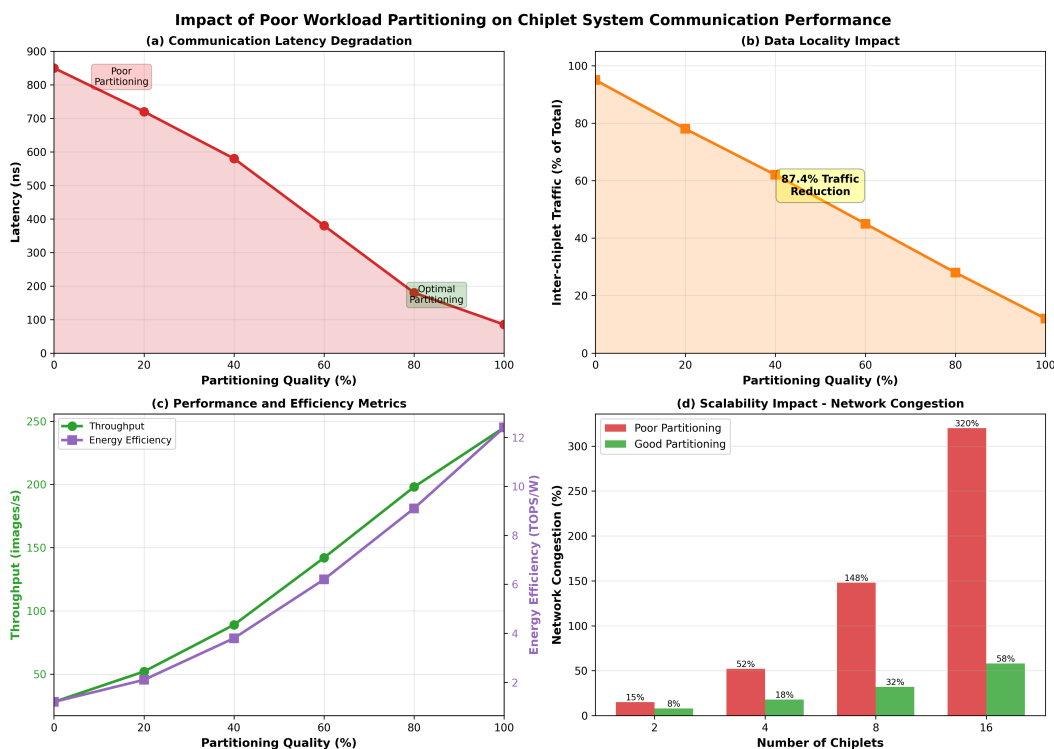 Impact of Poor Workload Partitioning on Chiplet System Communication Performance
(a) Communication Latency Degradation
900
800
700
600
500
400
300
200
100
0
Latency (ns)
Poor
Partitioning
Optimal
Partitioning
0 20 40 60 80 100
Partitioning Quality (%)
(b) Data Locality Impact
100
80
60
40
20
0
Inter-chiplet Traffic (% of Total)
87.4% Traffic
Reduction
0 20 40 60 80 100
Partitioning Quality (%)
(c) Performance and Efficiency Metrics
250
200
150
100
50
Throughput (images/s)
Throughput
Energy Efficiency
12
10
8
6
4
2
Energy Efficiency (TOPS/W)
0 20 40 60 80 100
Partitioning Quality (%)
(d) Scalability Impact - Network Congestion
350
300
250
200
150
100
50
0
Network Congestion (%)
Poor Partitioning
Good Partitioning
15%
8%
52%
18%
148%
32%
320%
58%
2 4 8 16
Number of Chiplets